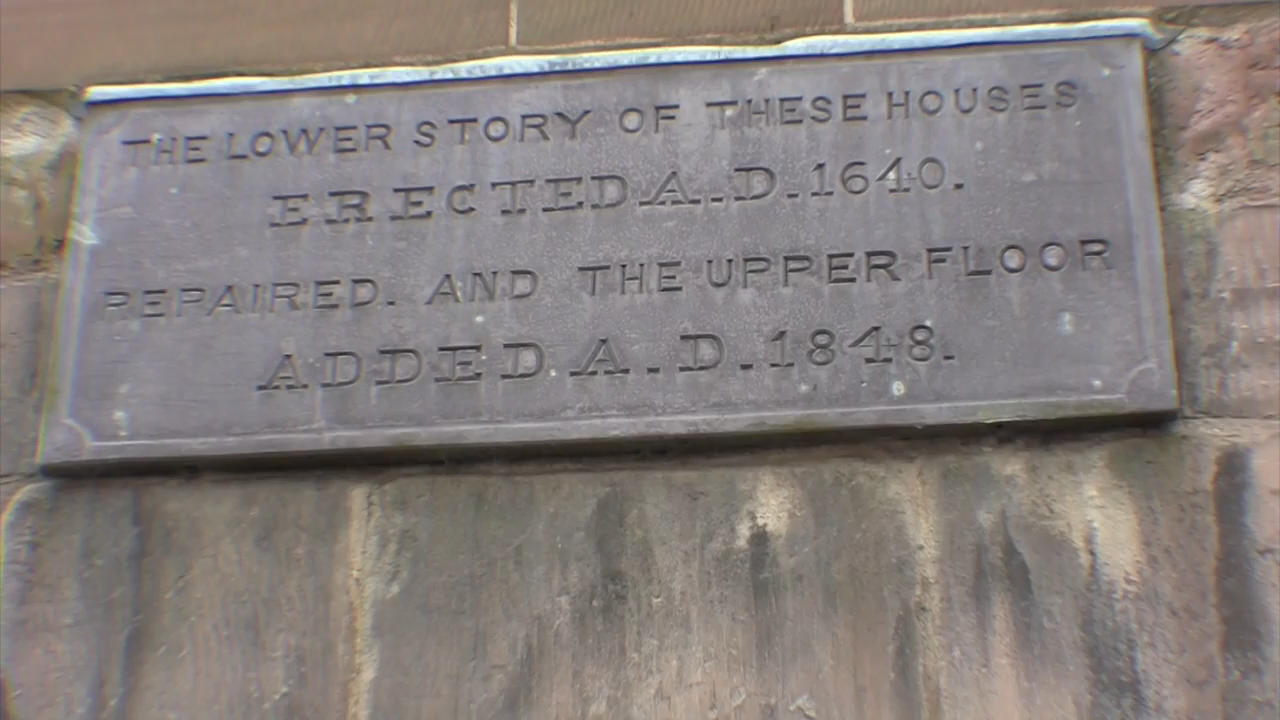 THE LOWER STORY OF THESE HOUSES
ERECTED A.D. 1640.
REPAIRED. AND THE UPPER FLOOR
ADDED A.D. 1848.